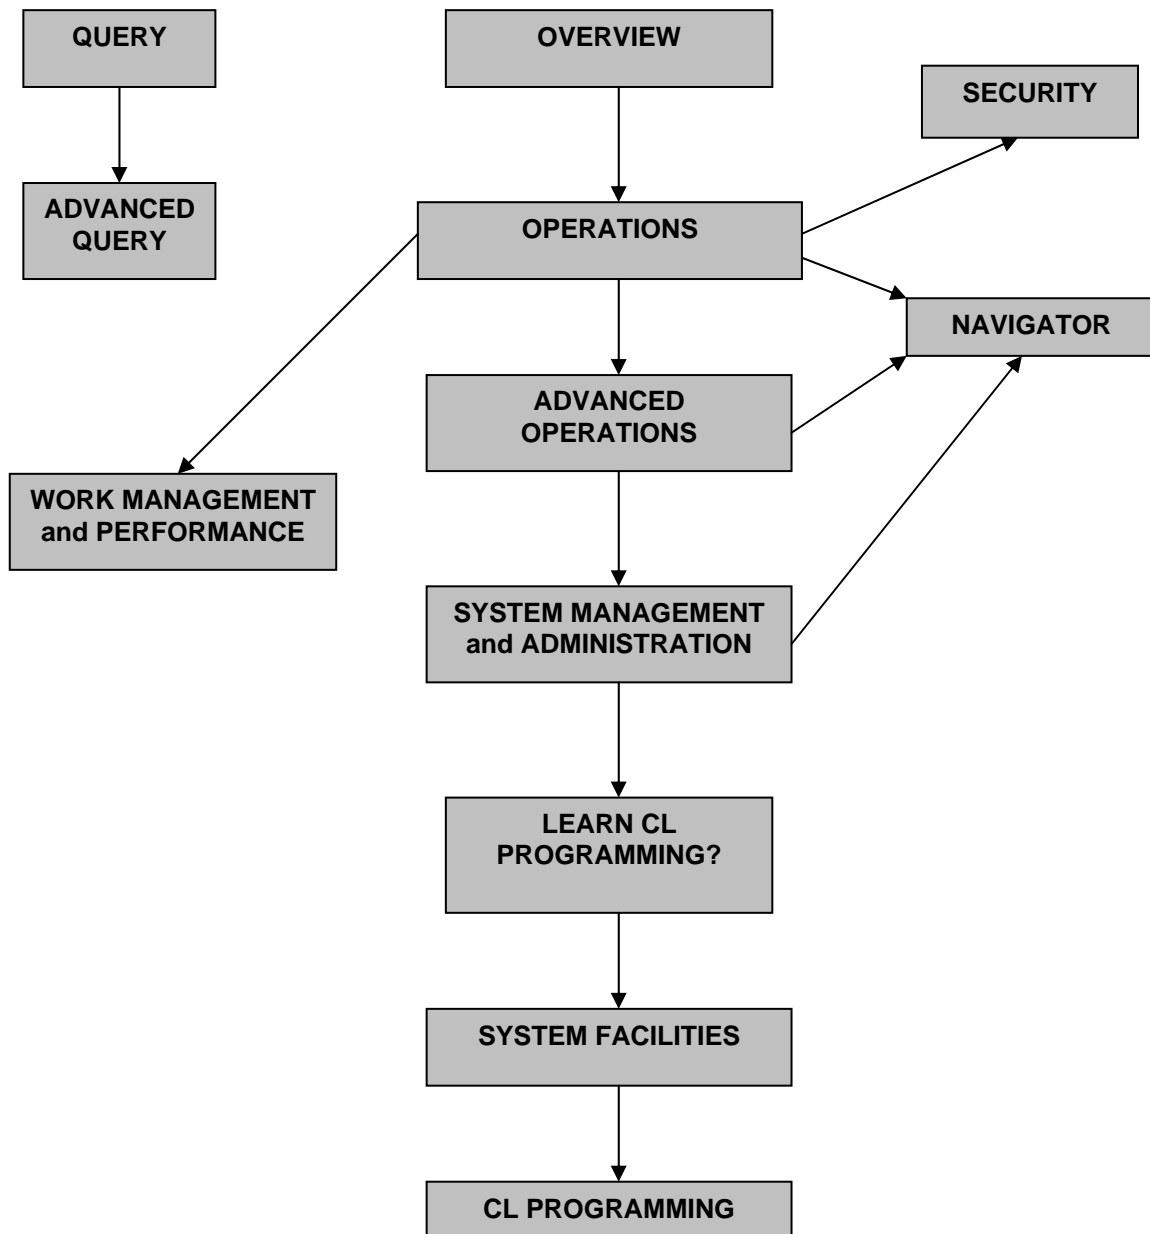 QUERY
OVERVIEW
SECURITY
ADVANCED
QUERY
OPERATIONS
NAVIGATOR
ADVANCED
OPERATIONS
WORK MANAGEMENT
and PERFORMANCE
SYSTEM MANAGEMENT
and ADMINISTRATION
LEARN CL
PROGRAMMING?
SYSTEM FACILITIES
CL PROGRAMMING